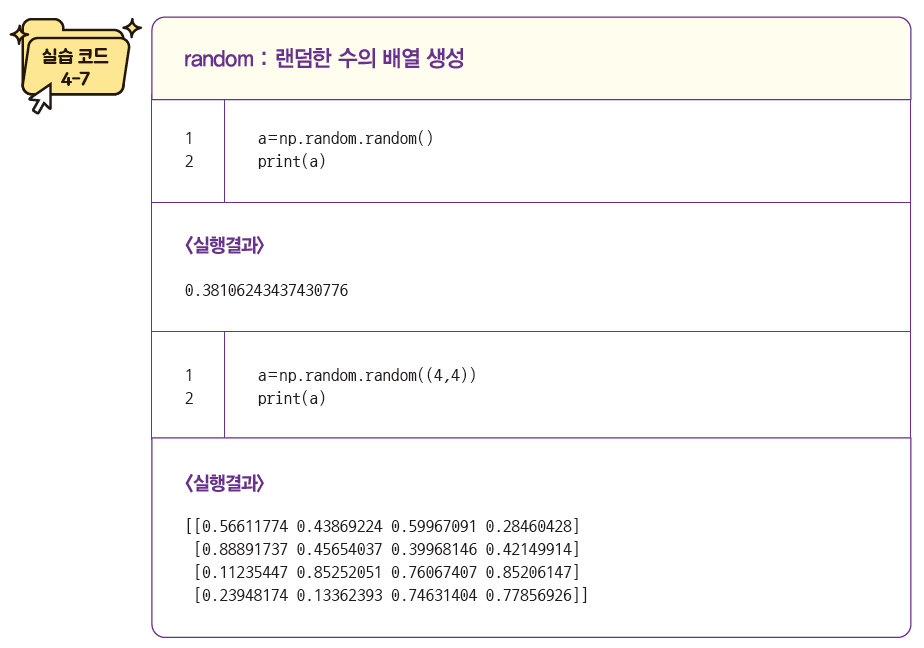 실습 코드
4-7
random : 랜덤한 수의 배열 생성
1 a=np.random.random()
2 print(a)
〈실행결과〉
0.38106243437430776
1 a=np.random.random((4,4))
2 print(a)
〈실행결과〉
[[0.56611774 0.43869224 0.59967091 0.28460428]
[0.88891737 0.45654037 0.39968146 0.42149914]
[0.11235447 0.85252051 0.76067407 0.85206147]
[0.23948174 0.13362393 0.74631404 0.77856926]]